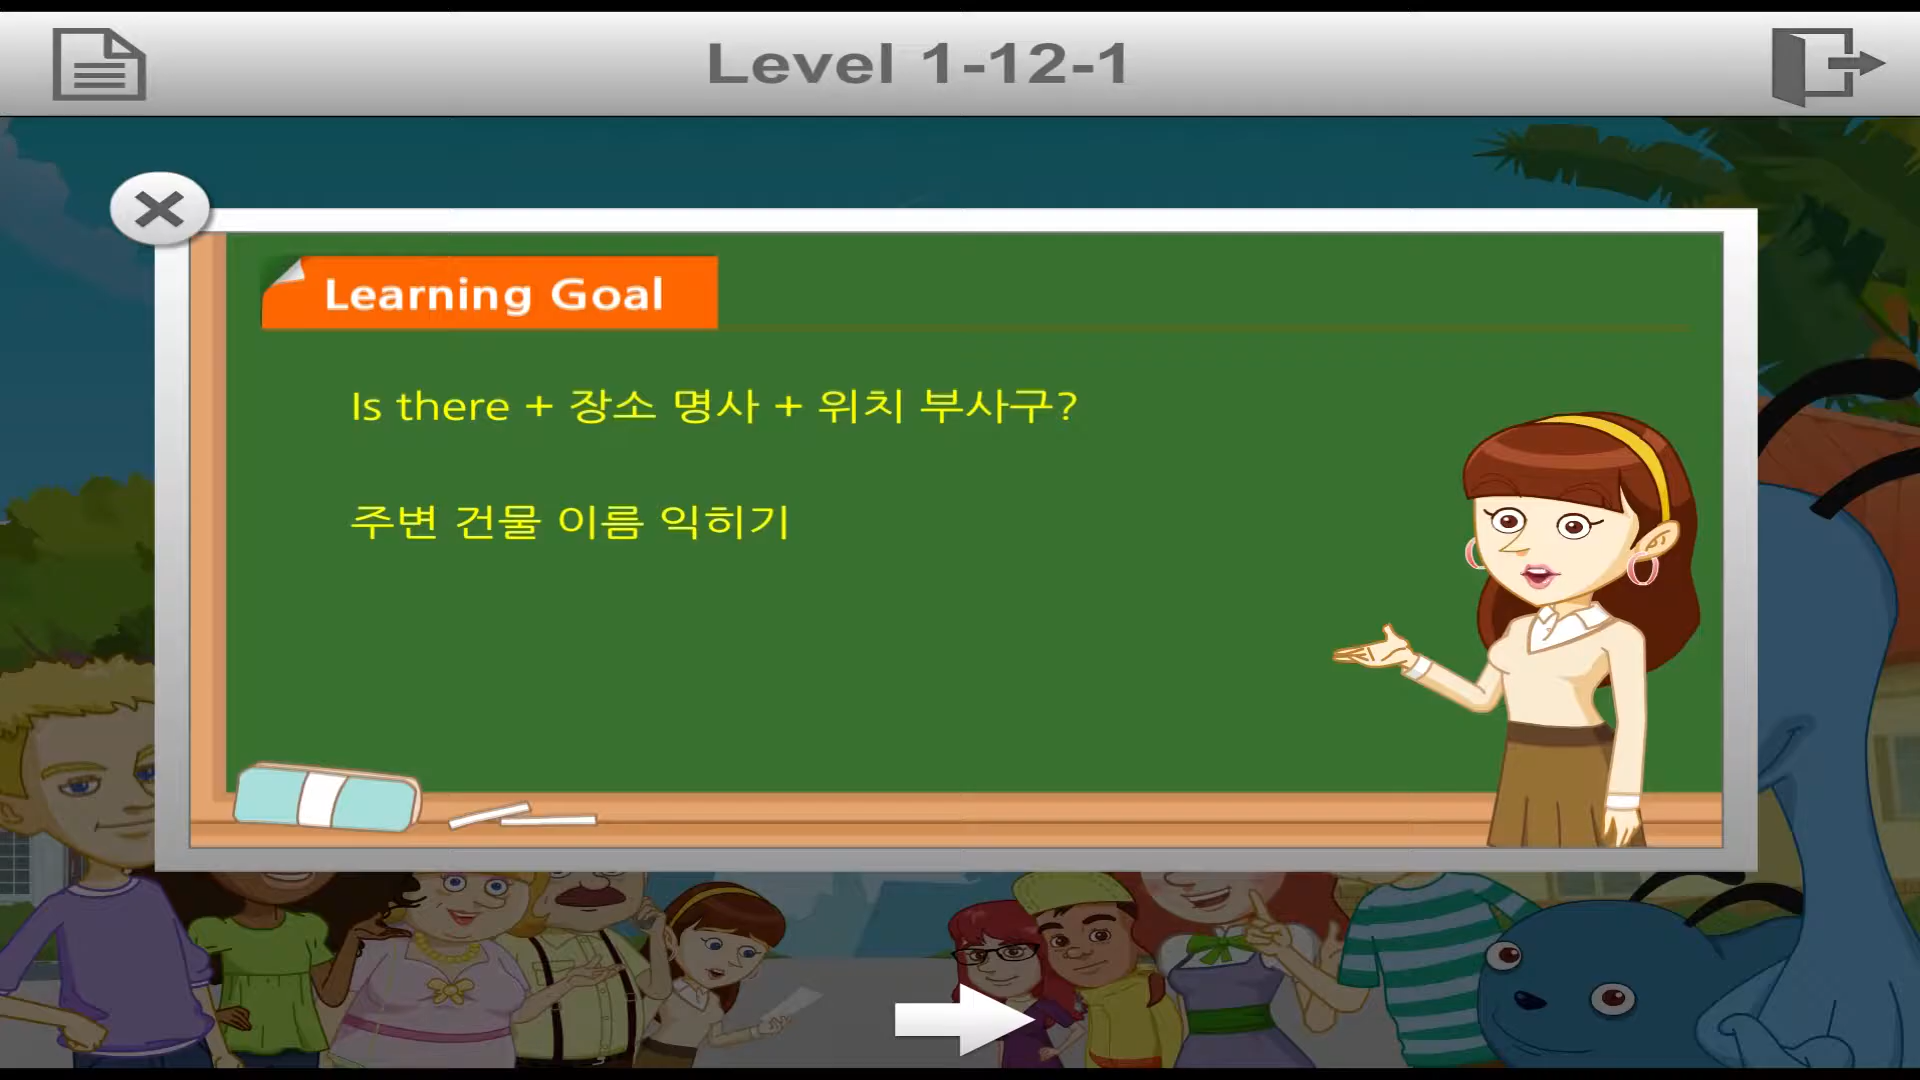 Level 1-12-1
Learning Goal
Is there + 장소 명사 + 위치 부사구?
주변 건물 이름 익히기